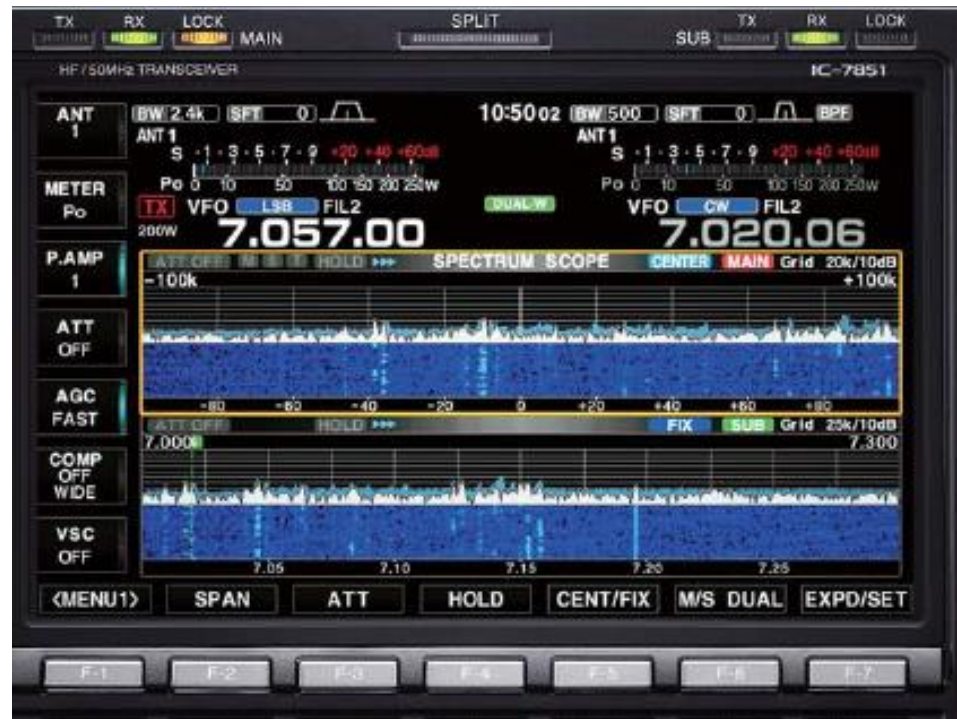 TX RX LOCK MAIN SPLIT SUB TX RX LOCK
HF/50MHz TRANSCEIVER IC-7851
ANT 1
BW 2.4k SFT 0 10:50 02 BW 500 SFT 0 BPF
ANT 1 ANT 1
S 1 3 5 7 9 +20 +40 +60dB S 1 3 5 7 9 +20 +40 +60dB
METER Po
Po 0 10 50 100 150 200 250W Po 0 10 50 100 150 200 250W
TX VFO LSB FIL2 DUAL-W VFO CW FIL2
200W 7.057.00 7.020.06
P.AMP 1
ATT OFF M S T HOLD SPECTRUM SCOPE CENTER MAIN Grid 20k/10dB
-100k +100k
ATT OFF
-80 -60 -40 -20 0 +20 +40 +60 +80
AGC FAST
ATT OFF HOLD FIX SUB Grid 25k/10dB
7.000 7.300
COMP OFF WIDE
VSC OFF
7.05 7.10 7.15 7.20 7.25
<MENU1> SPAN ATT HOLD CENT/FIX M/S DUAL EXPD/SET
F-1 F-2 F-3 F-4 F-5 F-6 F-7